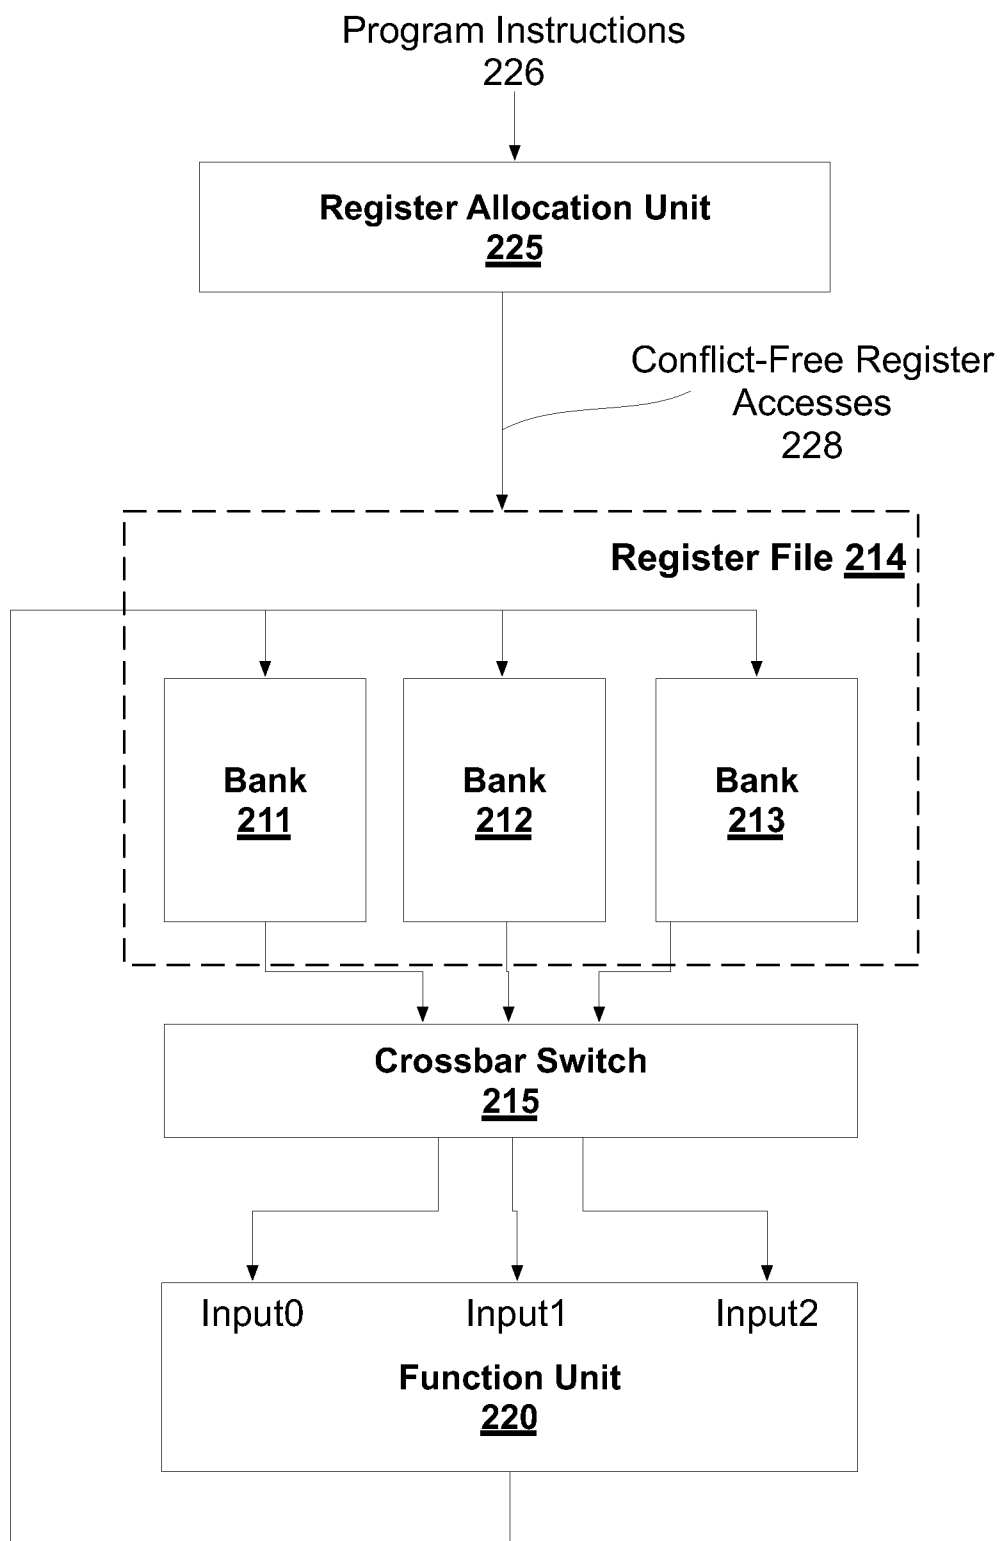 Program Instructions
226
Register Allocation Unit
225
Conflict-Free Register
Accesses
228
Register File 214
Bank
211
Bank
212
Bank
213
Crossbar Switch
215
Input0
Input1
Input2
Function Unit
220